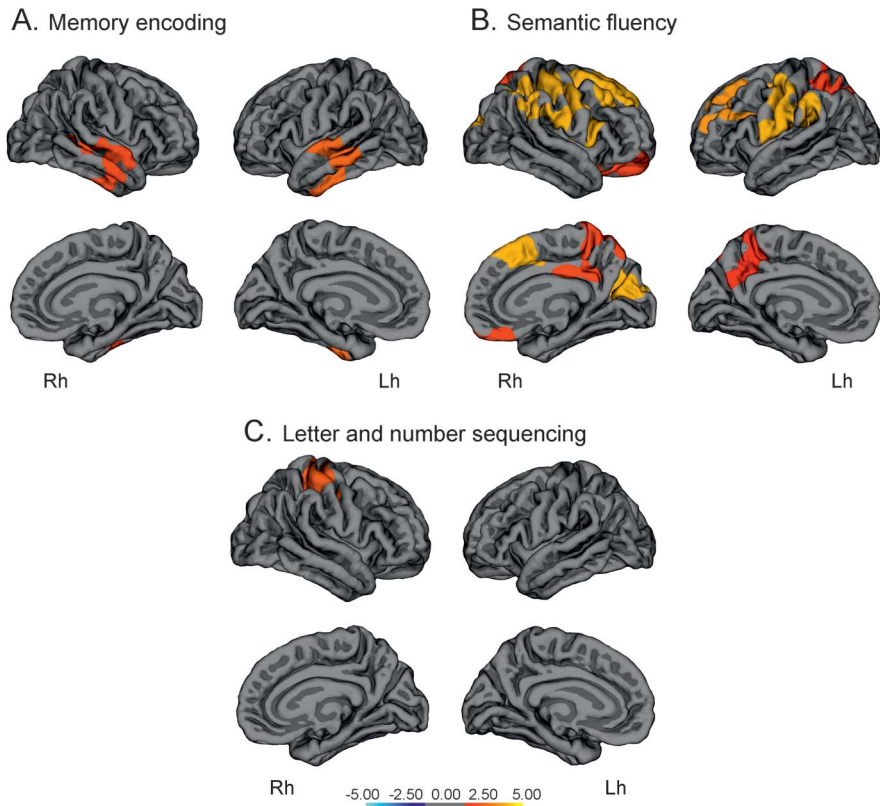 A. Memory encoding
B. Semantic fluency
Rh
Lh
Rh
Lh
C. Letter and number sequencing
Rh
Lh
-5.00 -2.50 0.00 2.50 5.00